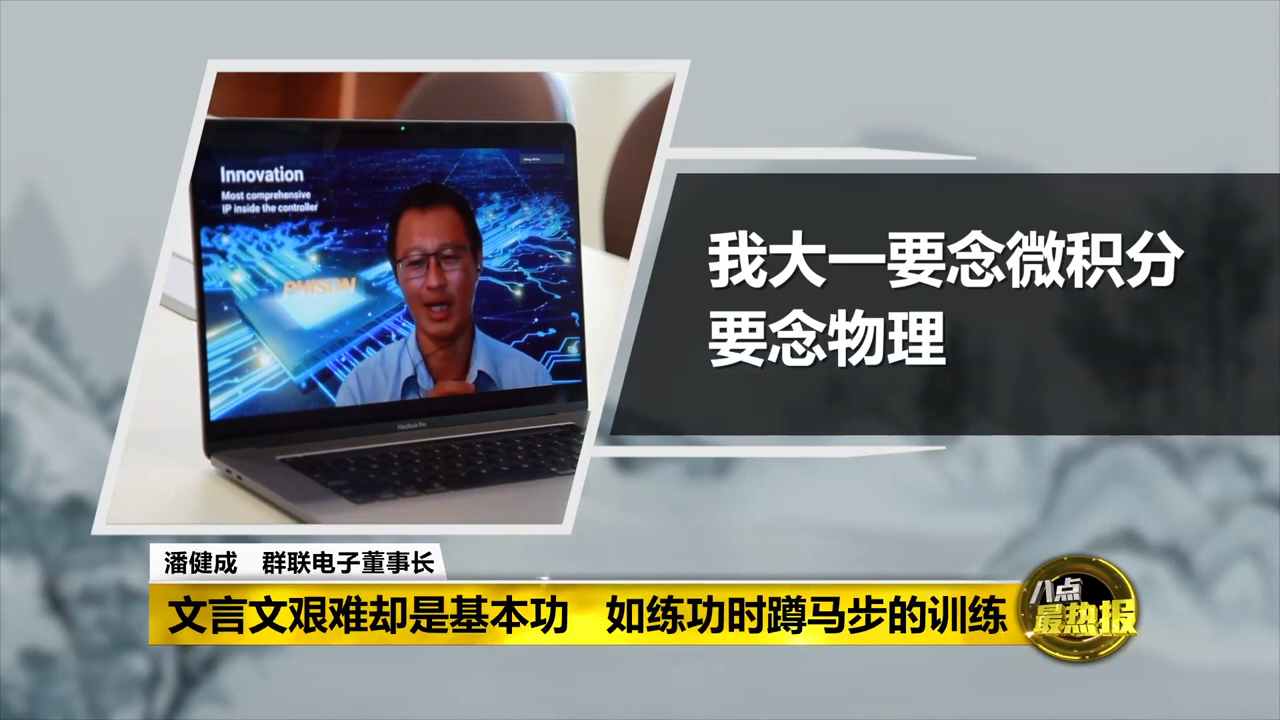 Innovation
Most comprehensive
IP inside the controller
PHISON
MacBook Pro
我大一要念微积分
要念物理
潘健成 群联电子董事长
文言文艰难却是基本功 如练功时蹲马步的训练
八点
最热报